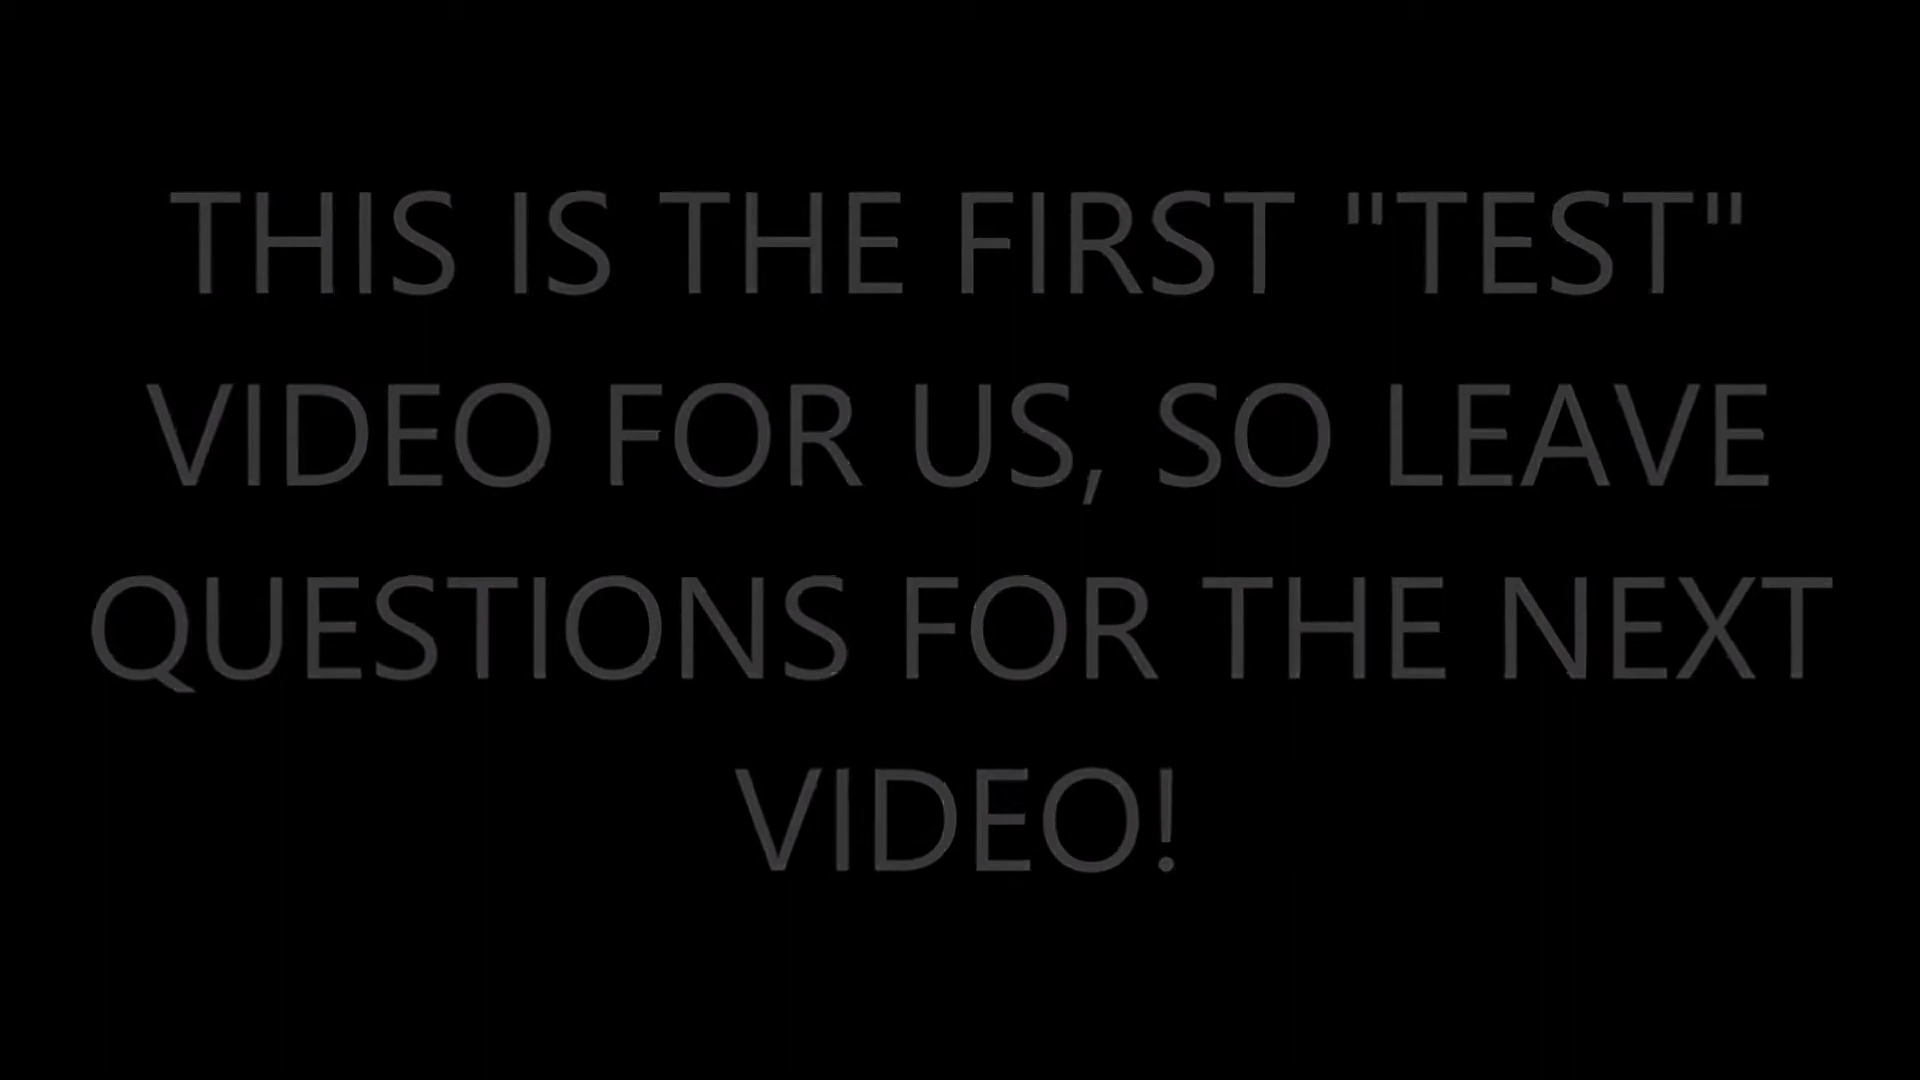 THIS IS THE FIRST "TEST"
VIDEO FOR US, SO LEAVE
QUESTIONS FOR THE NEXT
VIDEO!